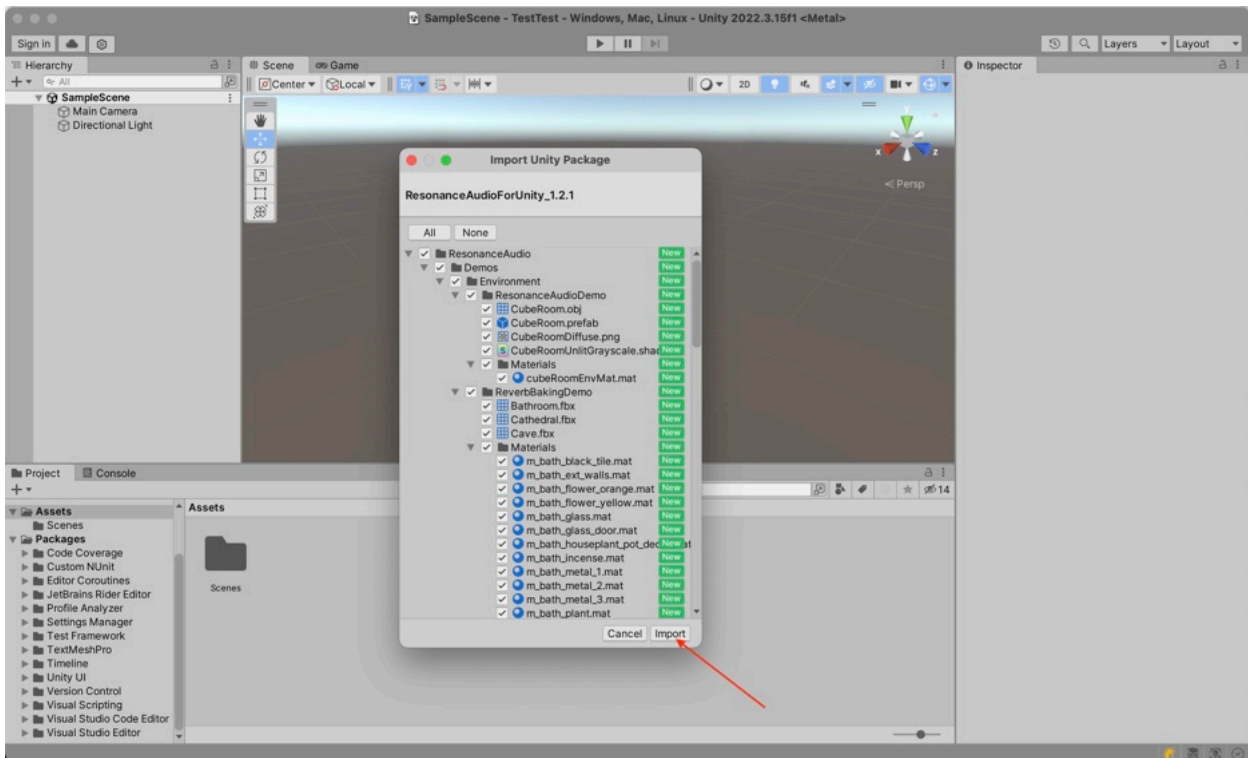 SampleScene - TestTest - Windows, Mac, Linux - Unity 2022.3.15f1 <Metal>
Sign in
Layers
Layout
Hierarchy
All
SampleScene
Main Camera
Directional Light
Scene
Game
Center
Local
2D
y
x
z
Persp
Inspector
Import Unity Package
ResonanceAudioForUnity_1.2.1
All None
ResonanceAudio New
Demos New
Environment New
ResonanceAudioDemo New
CubeRoom.obj New
CubeRoom.prefab New
CubeRoomDiffuse.png New
CubeRoomUnlitGrayscale.shad New
Materials New
cubeRoomEnvMat.mat New
ReverbBakingDemo New
Bathroom.fbx New
Cathedral.fbx New
Cave.fbx New
Materials New
m_bath_black_tile.mat New
m_bath_ext_walls.mat New
m_bath_flower_orange.mat New
m_bath_flower_yellow.mat New
m_bath_glass.mat New
m_bath_glass_door.mat New
m_bath_houseplant_pot_dec New at
m_bath_incense.mat New
m_bath_metal_1.mat New
m_bath_metal_2.mat New
m_bath_metal_3.mat New
m_bath_plant.mat New
Cancel Import
Project
Console
14
Assets
Scenes
Packages
Code Coverage
Custom NUnit
Editor Coroutines
JetBrains Rider Editor
Profile Analyzer
Settings Manager
Test Framework
TextMeshPro
Timeline
Unity UI
Version Control
Visual Scripting
Visual Studio Code Editor
Visual Studio Editor
Assets
Scenes